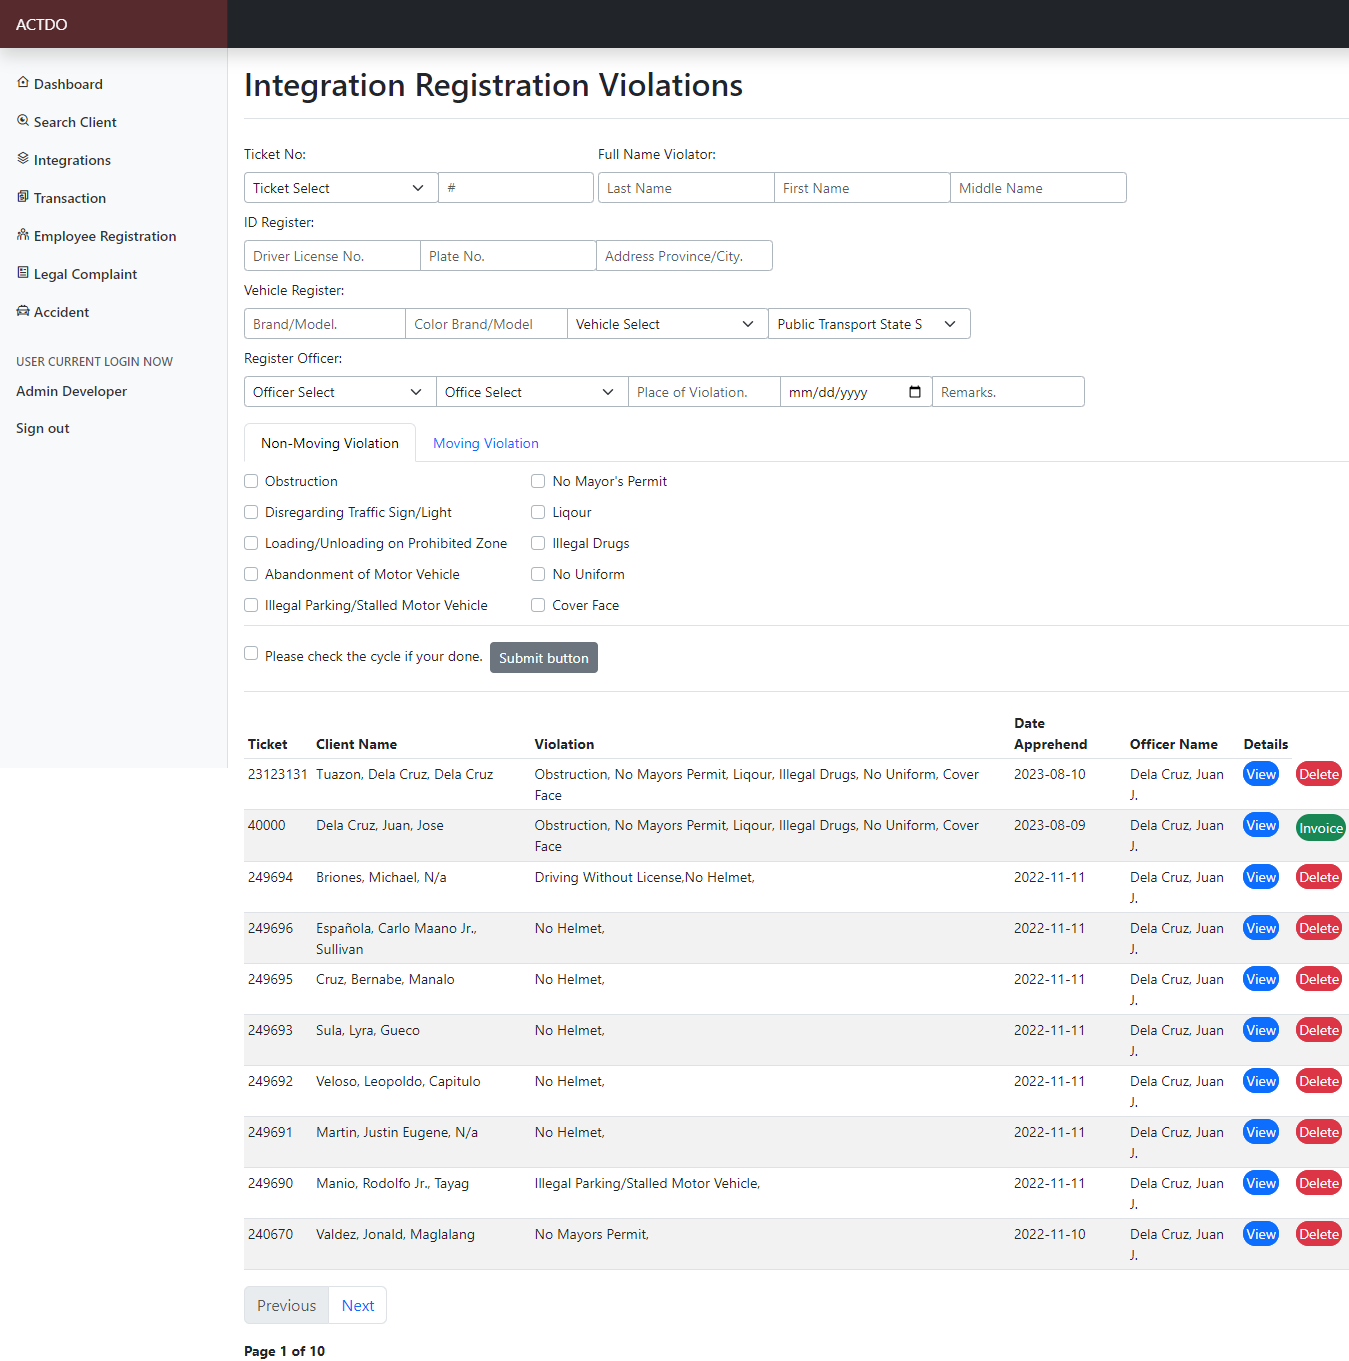 ACTDO
Dashboard
Search Client
Integrations
Transaction
Employee Registration
Legal Complaint
Accident
USER CURRENT LOGIN NOW
Admin Developer
Sign out
Integration Registration Violations
Ticket No: Full Name Violator:
Ticket Select # Last Name First Name Middle Name
ID Register:
Driver License No. Plate No. Address Province/City.
Vehicle Register:
Brand/Model. Color Brand/Model Vehicle Select Public Transport State S
Register Officer:
Officer Select Office Select Place of Violation. mm/dd/yyyy Remarks.
Non-Moving Violation Moving Violation
Obstruction No Mayor's Permit
Disregarding Traffic Sign/Light Liqour
Loading/Unloading on Prohibited Zone Illegal Drugs
Abandonment of Motor Vehicle No Uniform
Illegal Parking/Stalled Motor Vehicle Cover Face
Please check the cycle if your done. Submit button
Date
Ticket Client Name Violation Apprehend Officer Name Details
23123131 Tuazon, Dela Cruz, Dela Cruz Obstruction, No Mayors Permit, Liqour, Illegal Drugs, No Uniform, Cover 2023-08-10 Dela Cruz, Juan View Delete
Face J.
40000 Dela Cruz, Juan, Jose Obstruction, No Mayors Permit, Liqour, Illegal Drugs, No Uniform, Cover 2023-08-09 Dela Cruz, Juan View Invoice
Face J.
249694 Briones, Michael, N/a Driving Without License,No Helmet, 2022-11-11 Dela Cruz, Juan View Delete
J.
249696 Española, Carlo Maano Jr., No Helmet, 2022-11-11 Dela Cruz, Juan View Delete
Sullivan J.
249695 Cruz, Bernabe, Manalo No Helmet, 2022-11-11 Dela Cruz, Juan View Delete
J.
249693 Sula, Lyra, Gueco No Helmet, 2022-11-11 Dela Cruz, Juan View Delete
J.
249692 Veloso, Leopoldo, Capitulo No Helmet, 2022-11-11 Dela Cruz, Juan View Delete
J.
249691 Martin, Justin Eugene, N/a No Helmet, 2022-11-11 Dela Cruz, Juan View Delete
J.
249690 Manio, Rodolfo Jr., Tayag Illegal Parking/Stalled Motor Vehicle, 2022-11-11 Dela Cruz, Juan View Delete
J.
240670 Valdez, Jonald, Maglalang No Mayors Permit, 2022-11-10 Dela Cruz, Juan View Delete
J.
Previous Next
Page 1 of 10